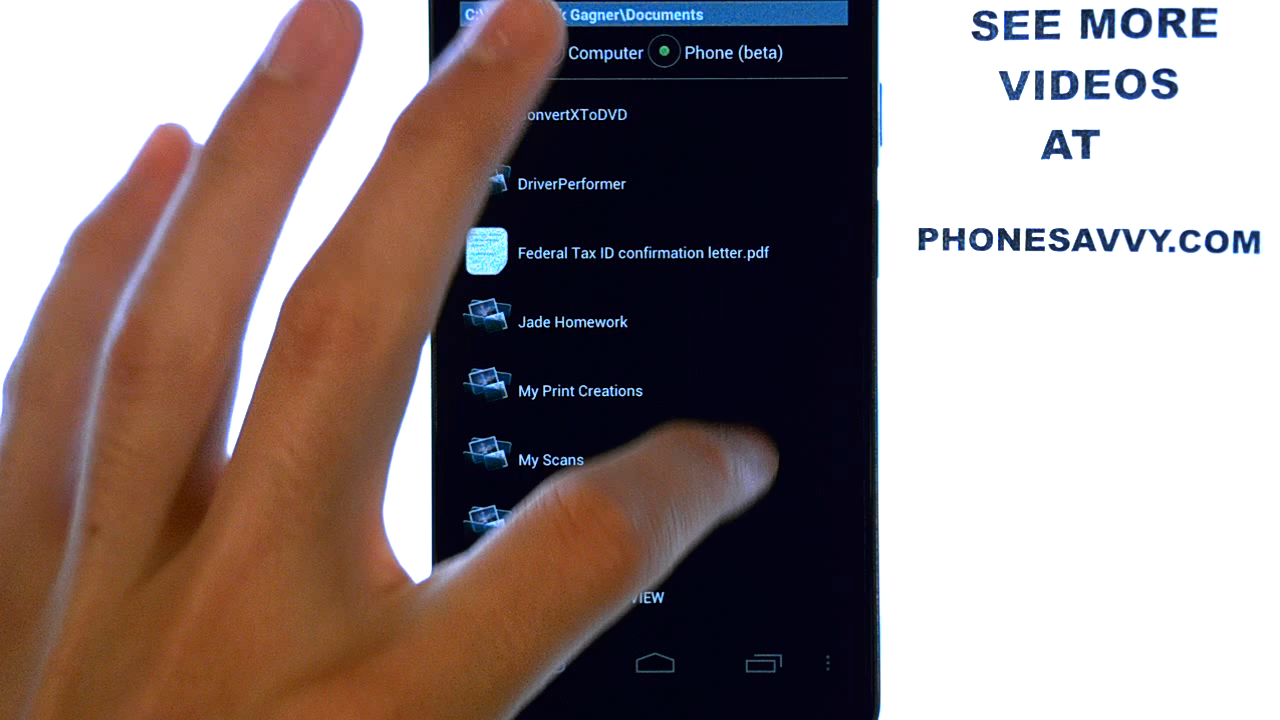 Gagner\Documents
Computer Phone (beta)
onvertXToDVD
DriverPerformer
Federal Tax ID confirmation letter.pdf
Jade Homework
My Print Creations
My Scans
SEE MORE
VIDEOS
AT
PHONESAVVY.COM